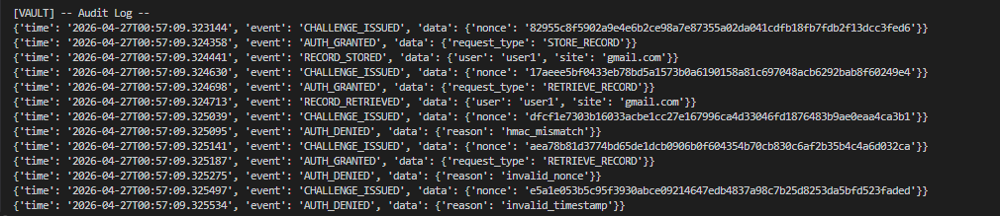 [VAULT] -- Audit Log --
{'time': '2026-04-27T00:57:09.323144', 'event': 'CHALLENGE_ISSUED', 'data': {'nonce': '82955c8f5902a9e4e6b2ce98a7e87355a02da041cdfb18fb7fdb2f13dcc3fed6'}}
{'time': '2026-04-27T00:57:09.324358', 'event': 'AUTH_GRANTED', 'data': {'request_type': 'STORE_RECORD'}}
{'time': '2026-04-27T00:57:09.324441', 'event': 'RECORD_STORED', 'data': {'user': 'user1', 'site': 'gmail.com'}}
{'time': '2026-04-27T00:57:09.324630', 'event': 'CHALLENGE_ISSUED', 'data': {'nonce': '17aeee5bf0433eb78bd5a1573b0a6190158a81c697048acb6292bab8f60249e4'}}
{'time': '2026-04-27T00:57:09.324698', 'event': 'AUTH_GRANTED', 'data': {'request_type': 'RETRIEVE_RECORD'}}
{'time': '2026-04-27T00:57:09.324713', 'event': 'RECORD_RETRIEVED', 'data': {'user': 'user1', 'site': 'gmail.com'}}
{'time': '2026-04-27T00:57:09.325039', 'event': 'CHALLENGE_ISSUED', 'data': {'nonce': 'dfcf1e7303b16033acbe1cc27e167996ca4d33046fd1876483b9ae0eaa4ca3b1'}}
{'time': '2026-04-27T00:57:09.325095', 'event': 'AUTH_DENIED', 'data': {'reason': 'hmac_mismatch'}}
{'time': '2026-04-27T00:57:09.325141', 'event': 'CHALLENGE_ISSUED', 'data': {'nonce': 'aea78b81d3774bd65de1dcb0906b0f604354b70cb830c6af2b35b4c4a6d032ca'}}
{'time': '2026-04-27T00:57:09.325187', 'event': 'AUTH_GRANTED', 'data': {'request_type': 'RETRIEVE_RECORD'}}
{'time': '2026-04-27T00:57:09.325275', 'event': 'AUTH_DENIED', 'data': {'reason': 'invalid_nonce'}}
{'time': '2026-04-27T00:57:09.325497', 'event': 'CHALLENGE_ISSUED', 'data': {'nonce': 'e5a1e053b5c95f3930abce09214647edb4837a98c7b25d8253da5bfd523faded'}}
{'time': '2026-04-27T00:57:09.325534', 'event': 'AUTH_DENIED', 'data': {'reason': 'invalid_timestamp'}}